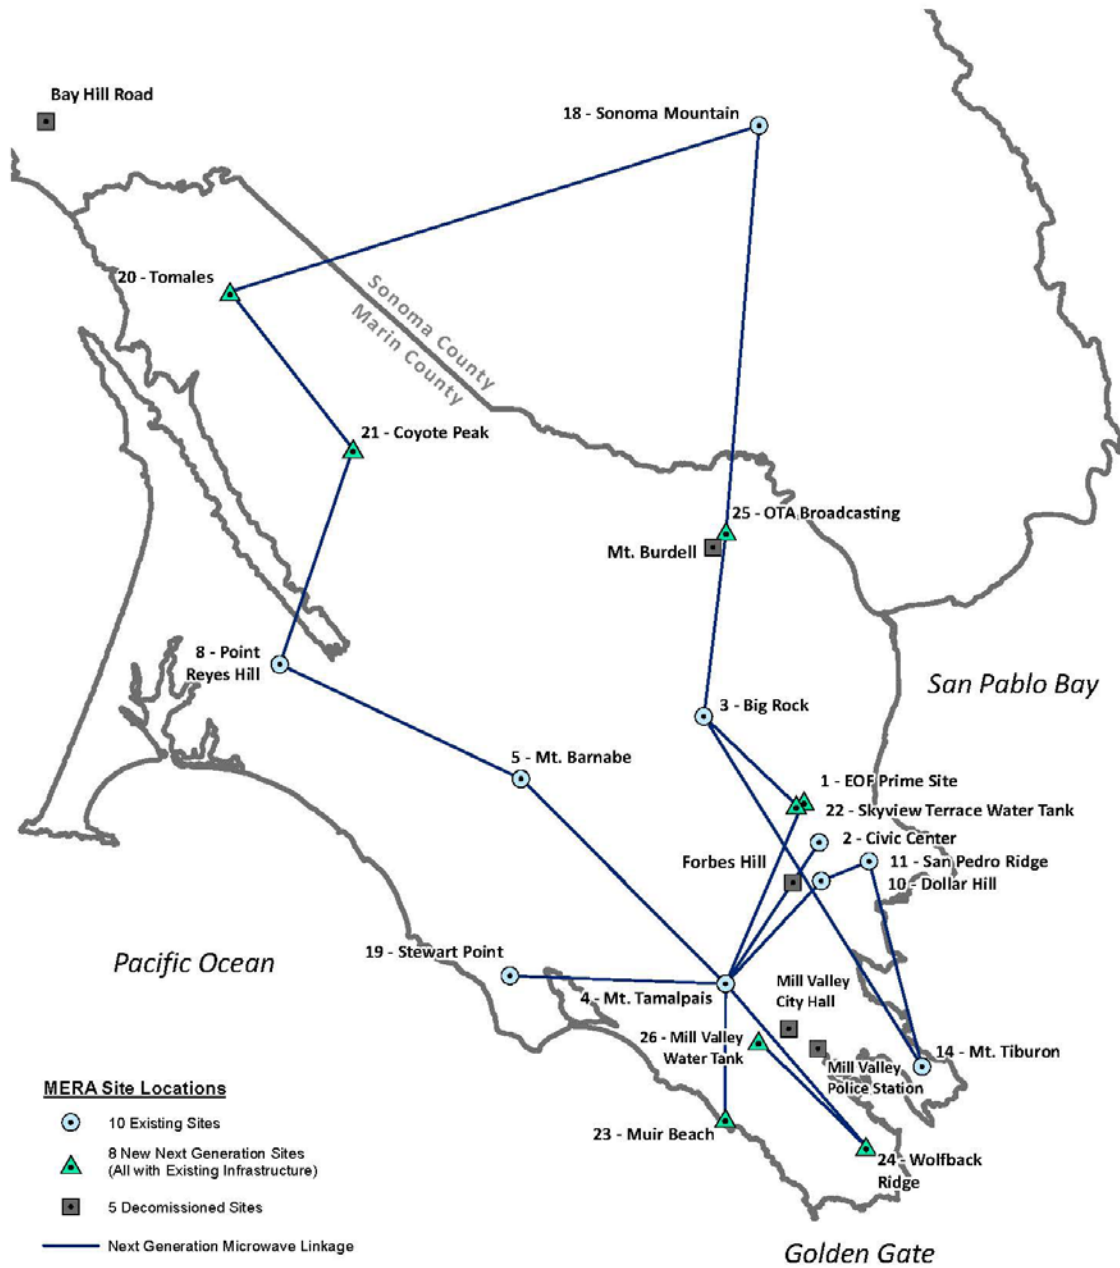 Bay Hill Road
18 - Sonoma Mountain
20 - Tomales
Sonoma County
Marin County
21 - Coyote Peak
25 - OTA Broadcasting
Mt. Burdell
8 - Point
Reyes Hill
San Pablo Bay
3 - Big Rock
5 - Mt. Barnabe
1 - EOF Prime Site
22 - Skyview Terrace Water Tank
2 - Civic Center
Forbes Hill
11 - San Pedro Ridge
10 - Dollar Hill
Pacific Ocean
19 - Stewart Point
4 - Mt. Tamalpais
Mill Valley
City Hall
26 - Mill Valley
Water Tank
14 - Mt. Tiburon
Mill Valley
Police Station
23 - Muir Beach
24 - Wolfback
Ridge
MERA Site Locations
10 Existing Sites
8 New Next Generation Sites
(All with Existing Infrastructure)
5 Decomissioned Sites
Next Generation Microwave Linkage
Golden Gate